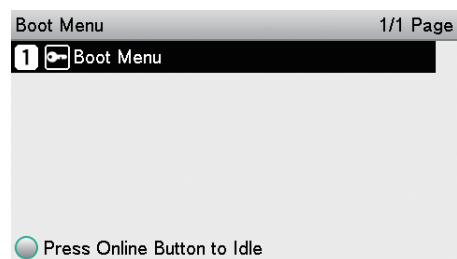 Boot Menu 1/1 Page
1 Boot Menu
Press Online Button to Idle